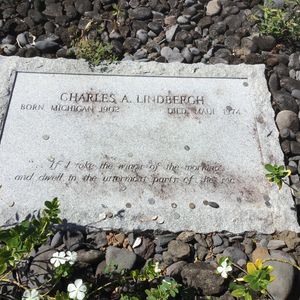 CHARLES A. LINDBERGH
BORN MICHIGAN 1902 DIED MAUI 1974
"...If I take the wings of the morning,
and dwell in the uttermost parts of the sea..."